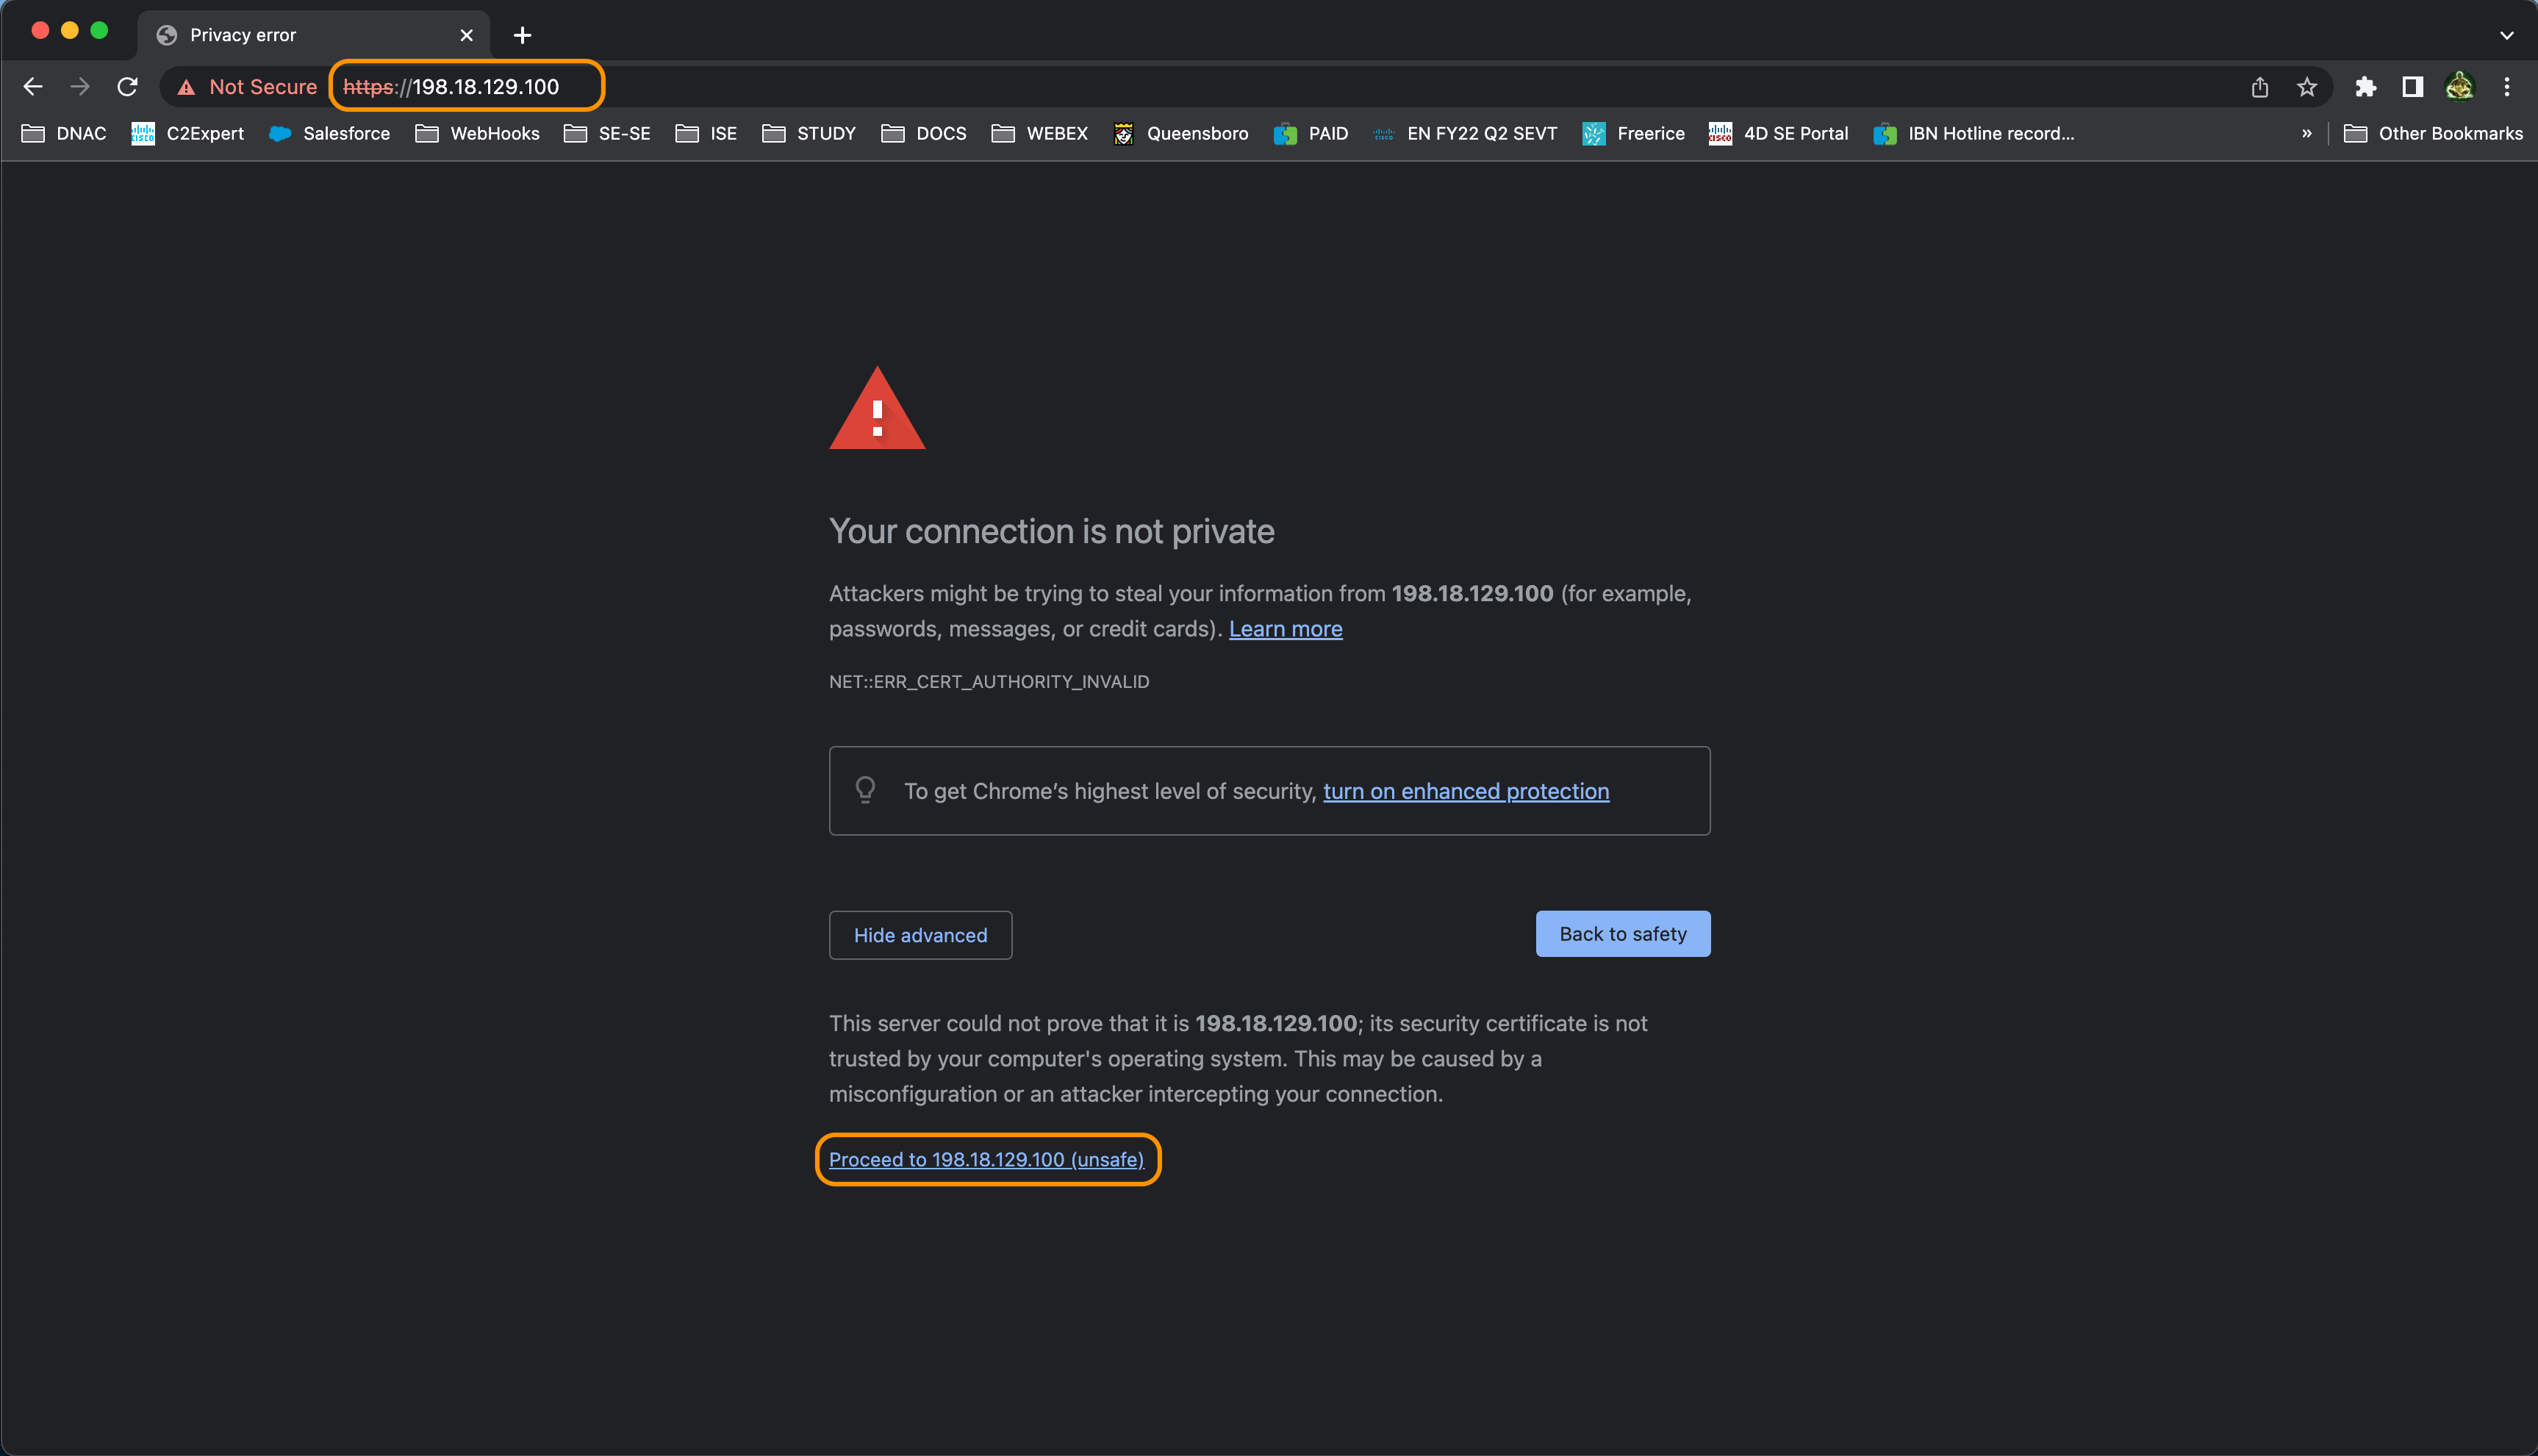 Privacy error
Not Secure https://198.18.129.100
DNAC C2Expert Salesforce WebHooks SE-SE ISE STUDY DOCS WEBEX Queensboro PAID EN FY22 Q2 SEVT Freerice 4D SE Portal IBN Hotline record... » Other Bookmarks
Your connection is not private
Attackers might be trying to steal your information from 198.18.129.100 (for example,
passwords, messages, or credit cards). Learn more
NET::ERR_CERT_AUTHORITY_INVALID
To get Chrome’s highest level of security, turn on enhanced protection
Hide advanced
Back to safety
This server could not prove that it is 198.18.129.100; its security certificate is not
trusted by your computer's operating system. This may be caused by a
misconfiguration or an attacker intercepting your connection.
Proceed to 198.18.129.100 (unsafe)